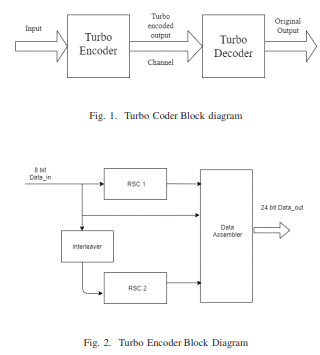 Input
Turbo
Encoder
Turbo
encoded
output
Channel
Turbo
Decoder
Original
Output
Fig. 1. Turbo Coder Block diagram
8 bit
Data_in
RSC 1
Interleaver
RSC 2
Data
Assembler
24 bit Data_out
Fig. 2. Turbo Encoder Block Diagram